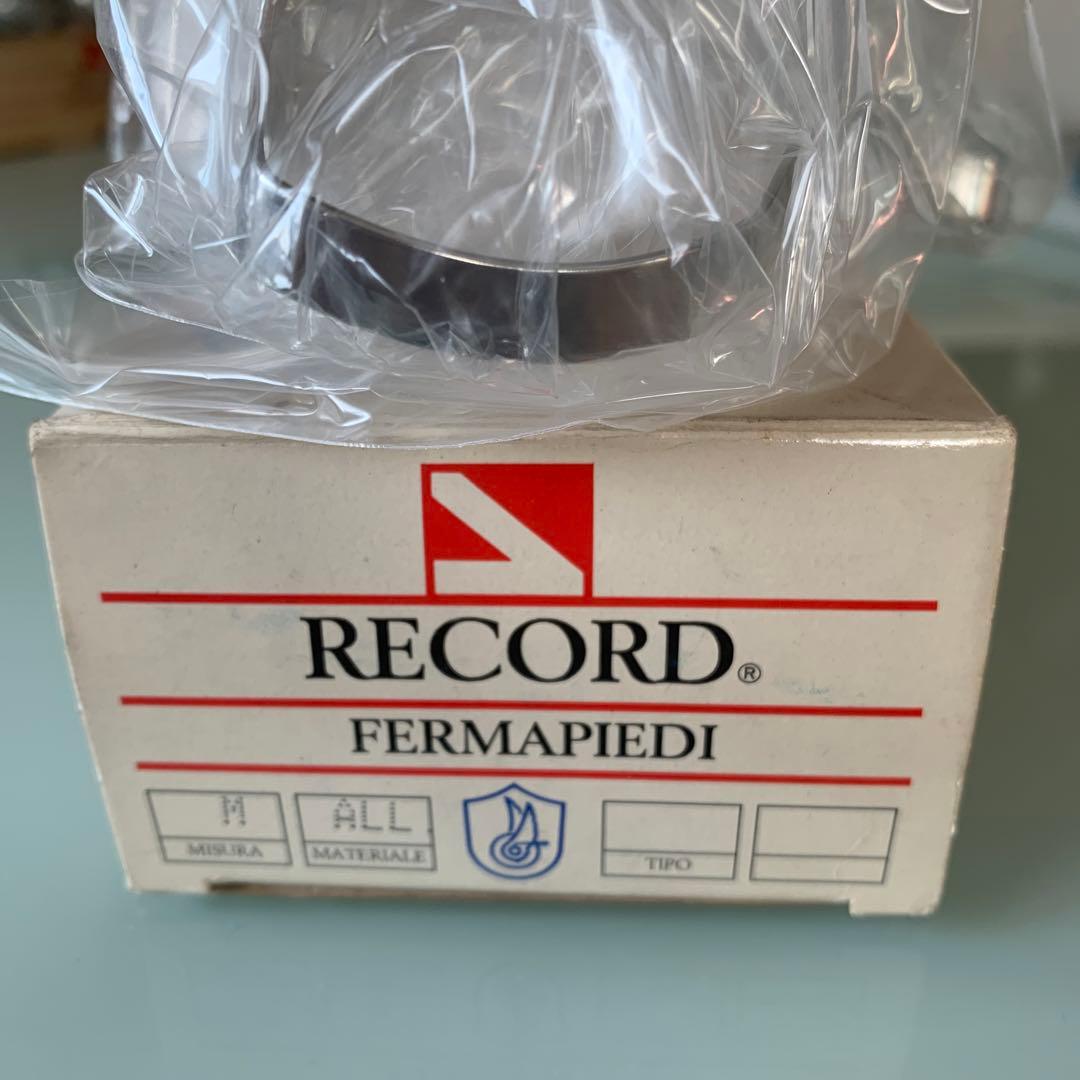 RECORD®
FERMAPIEDI
M ALL
MISURA MATERIALE TIPO